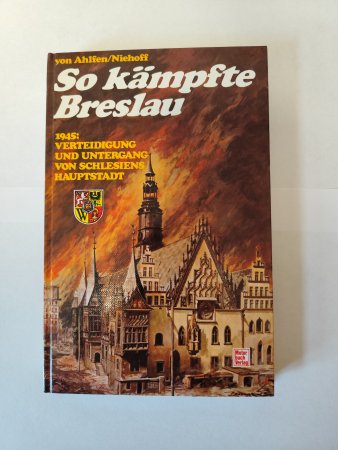 von Ahlfen/Niehoff
So kämpfte
Breslau
1945:
VERTEIDIGUNG
UND UNTERGANG
VON SCHLESIENS
HAUPTSTADT
Motor
buch
Verlag